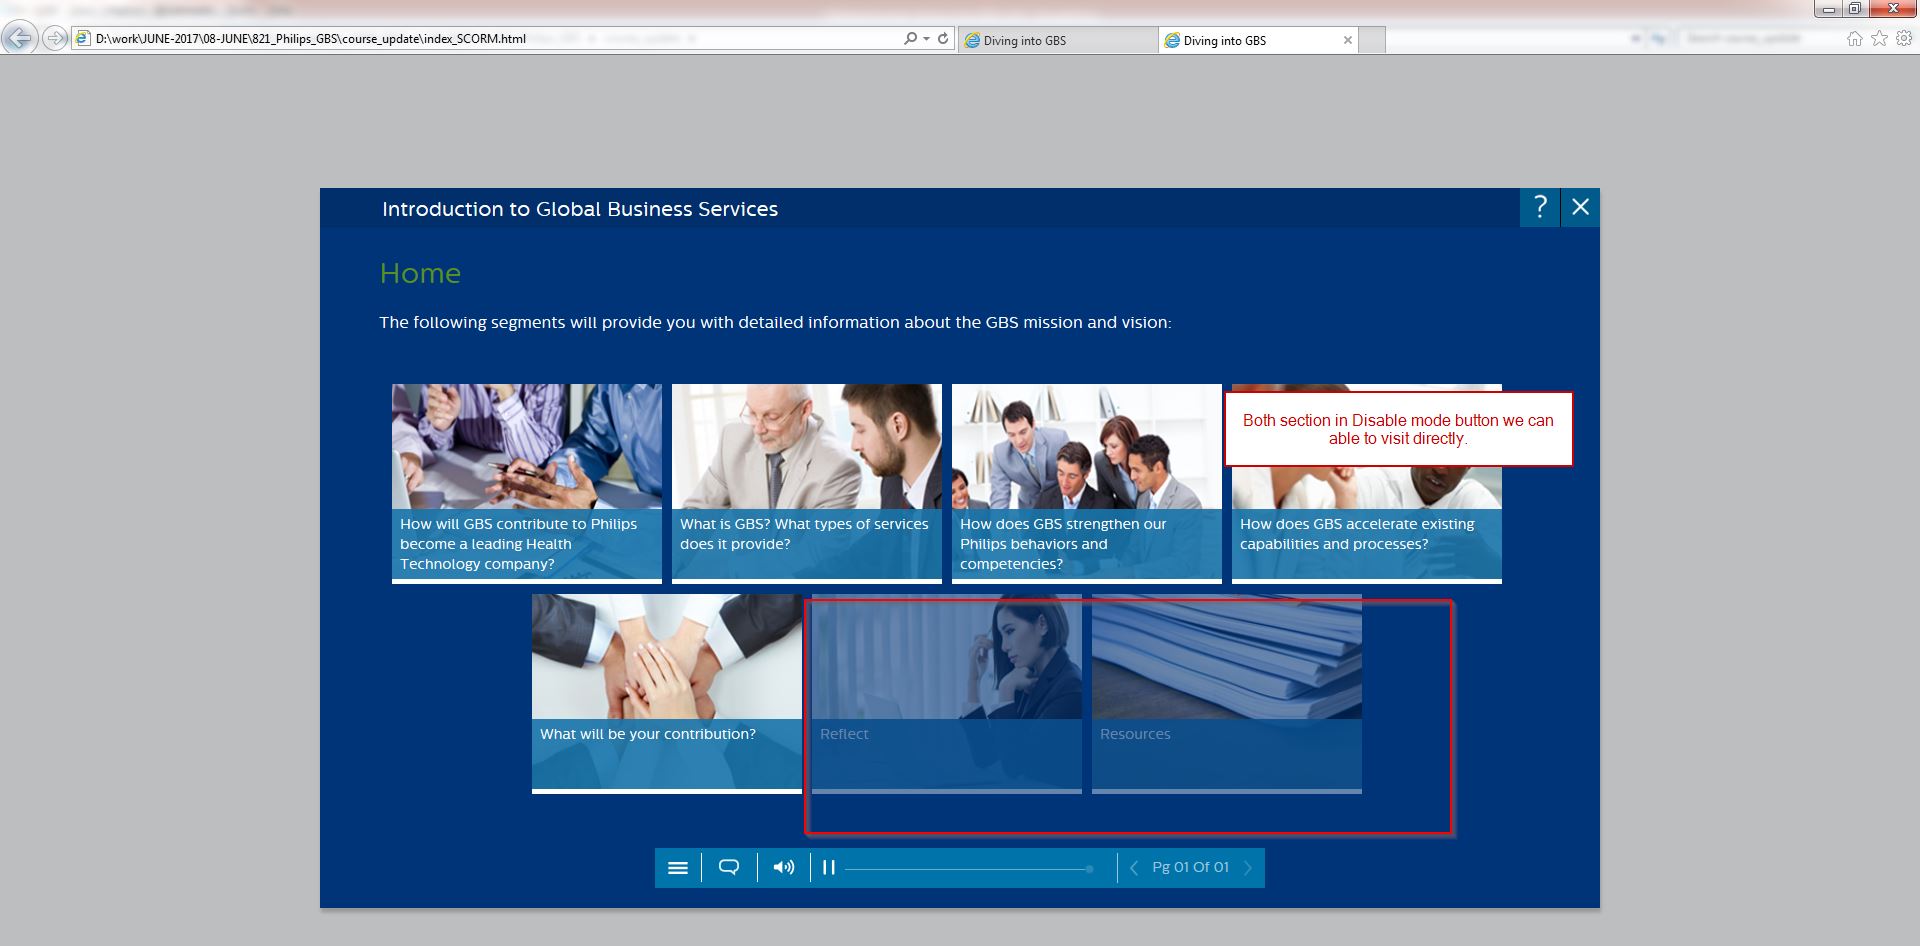 D:\work\JUNE-2017\08-JUNE\821_Philips_GBS\course_update\index_SCORM.html
Diving into GBS
Diving into GBS
Introduction to Global Business Services
?
Home
The following segments will provide you with detailed information about the GBS mission and vision:
Both section in Disable mode button we can
able to visit directly.
How will GBS contribute to Philips
become a leading Health
Technology company?
What is GBS? What types of services
does it provide?
How does GBS strengthen our
Philips behaviors and
competencies?
How does GBS accelerate existing
capabilities and processes?
What will be your contribution?
Reflect
Resources
Pg 01 Of 01